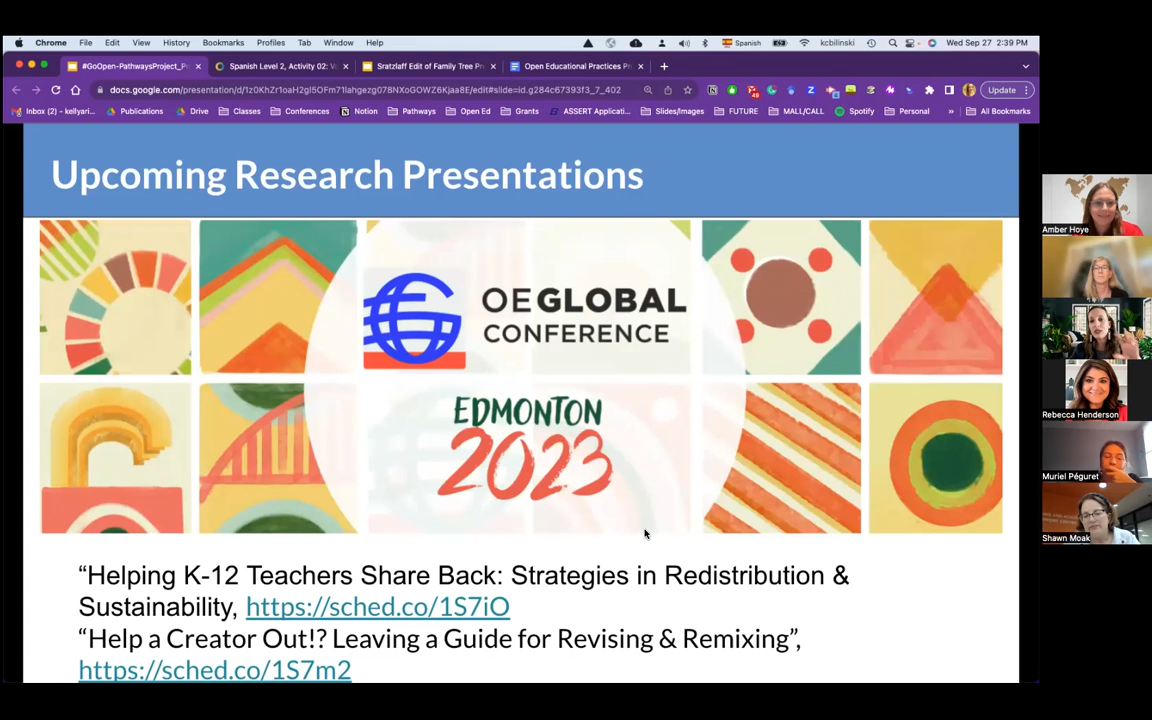 Chrome File Edit View History Bookmarks Profiles Tab Window Help Spanish kcbilinski Wed Sep 27 2:39 PM
#GoOpen-PathwaysProject_Pr Spanish Level 2, Activity 02: V Sratzlaff Edit of Family Tree Pr Open Educational Practices Pr
docs.google.com/presentation/d/1z0KhZr1oaH2gI5OFm71lahgezg078NXoGOWZ6Kjaa8E/edit#slide=id.g284c67393f3_7_402 Update
Inbox (20) - kellyari... Publications Drive Classes Conferences Notion Pathways Open Ed Grants ASSERT Applicati... Slides/Images FUTURE MALL/CALL Spotify Personal » All Bookmarks
Upcoming Research Presentations
OEGLOBAL
CONFERENCE
EDMONTON
2023
“Helping K-12 Teachers Share Back: Strategies in Redistribution &
Sustainability, https://sched.co/1S7iO
“Help a Creator Out!? Leaving a Guide for Revising & Remixing”,
https://sched.co/1S7m2
Amber Hoye
Rebecca Henderson
Muriel Péguret
Shawn Moak